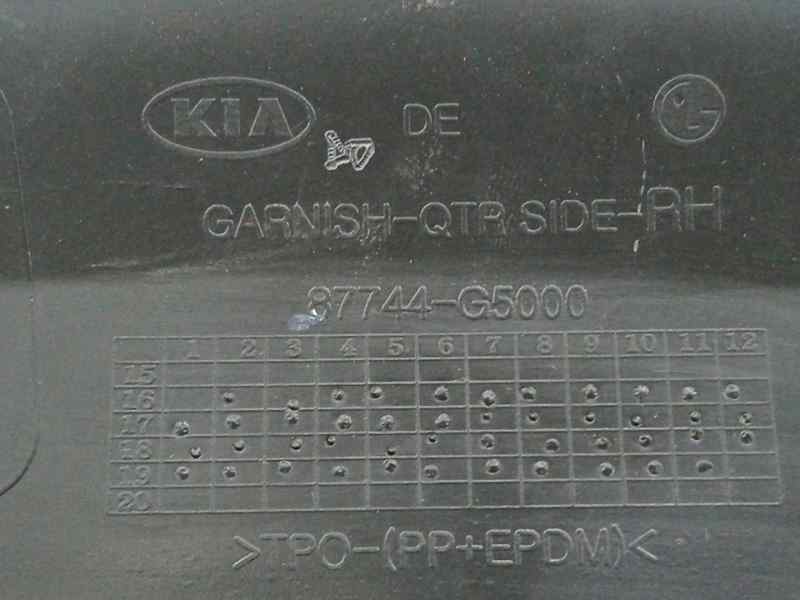 KIA DE
GARNISH-QTR SIDE-RH
87744-G5000
1 2 3 4 5 6 7 8 9 10 11 12
15
16
17
18
19
20
>TPO-(PP+EPDM)<